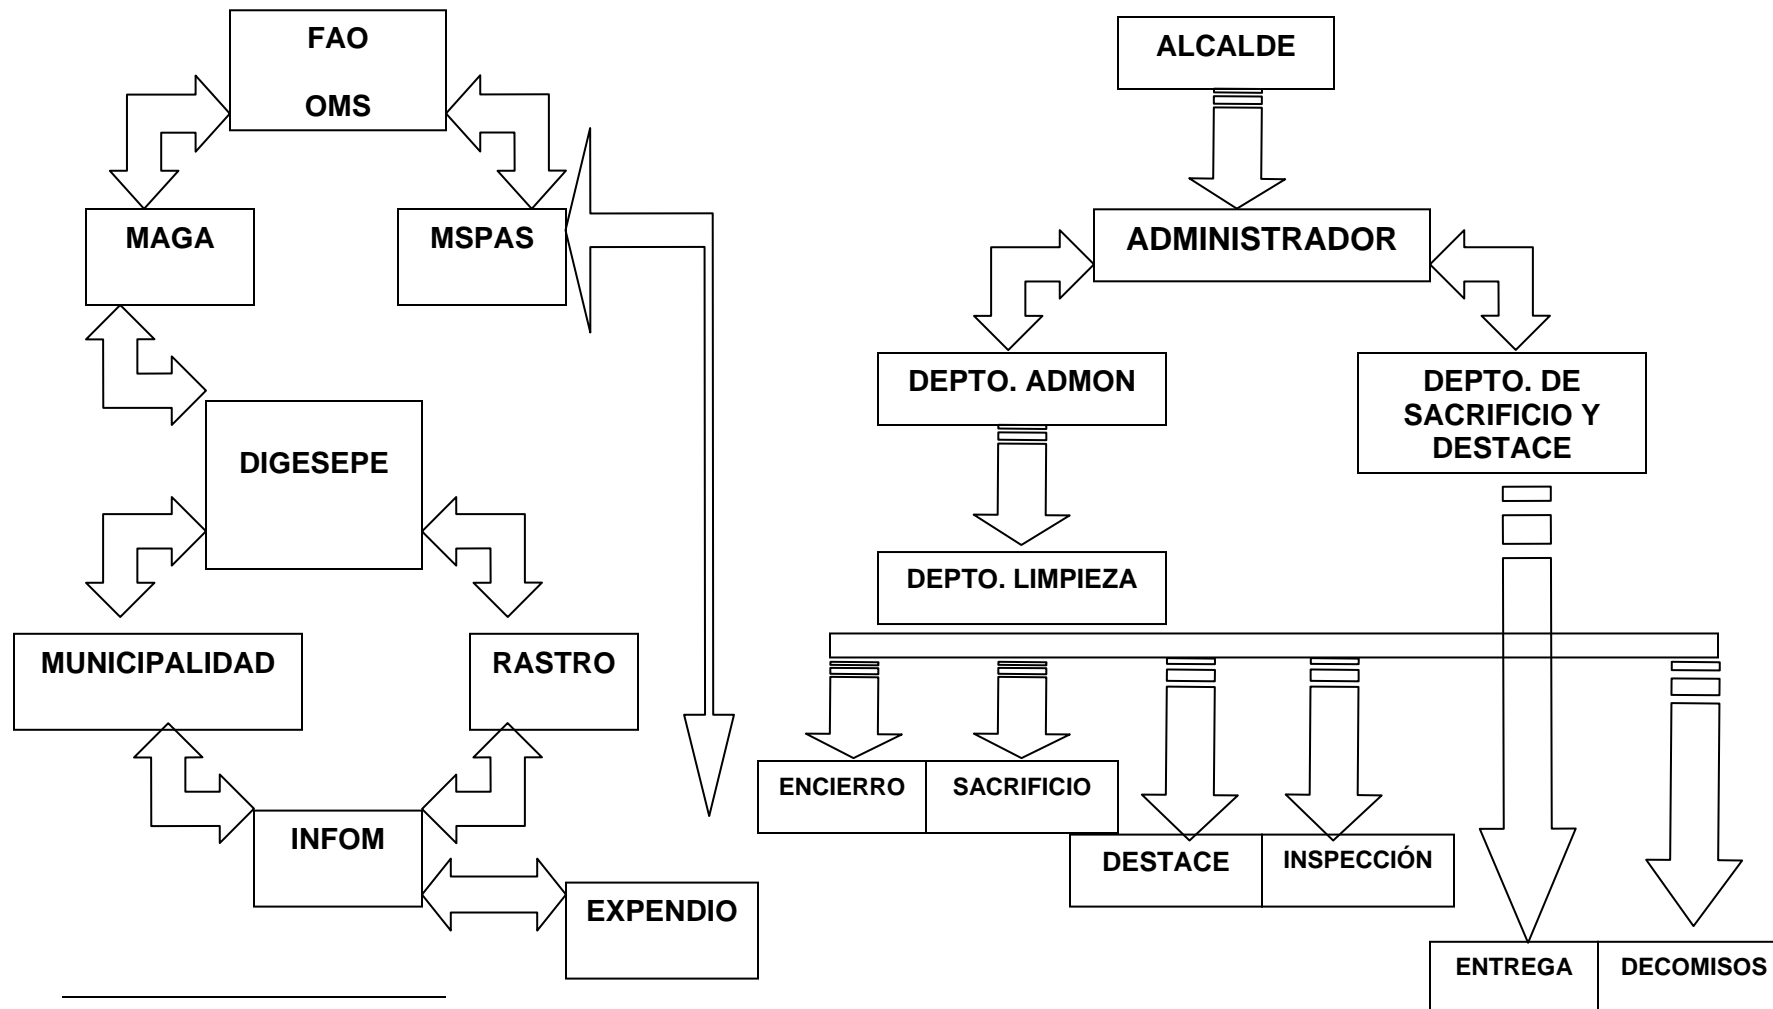 FAO
OMS
MAGA
MSPAS
DIGESEPE
MUNICIPALIDAD
RASTRO
INFOM
EXPENDIO
ALCALDE
ADMINISTRADOR
DEPTO. ADMON
DEPTO. DE
SACRIFICIO Y
DESTACE
DEPTO. LIMPIEZA
ENCIERRO
SACRIFICIO
DESTACE
INSPECCIÓN
ENTREGA
DECOMISOS